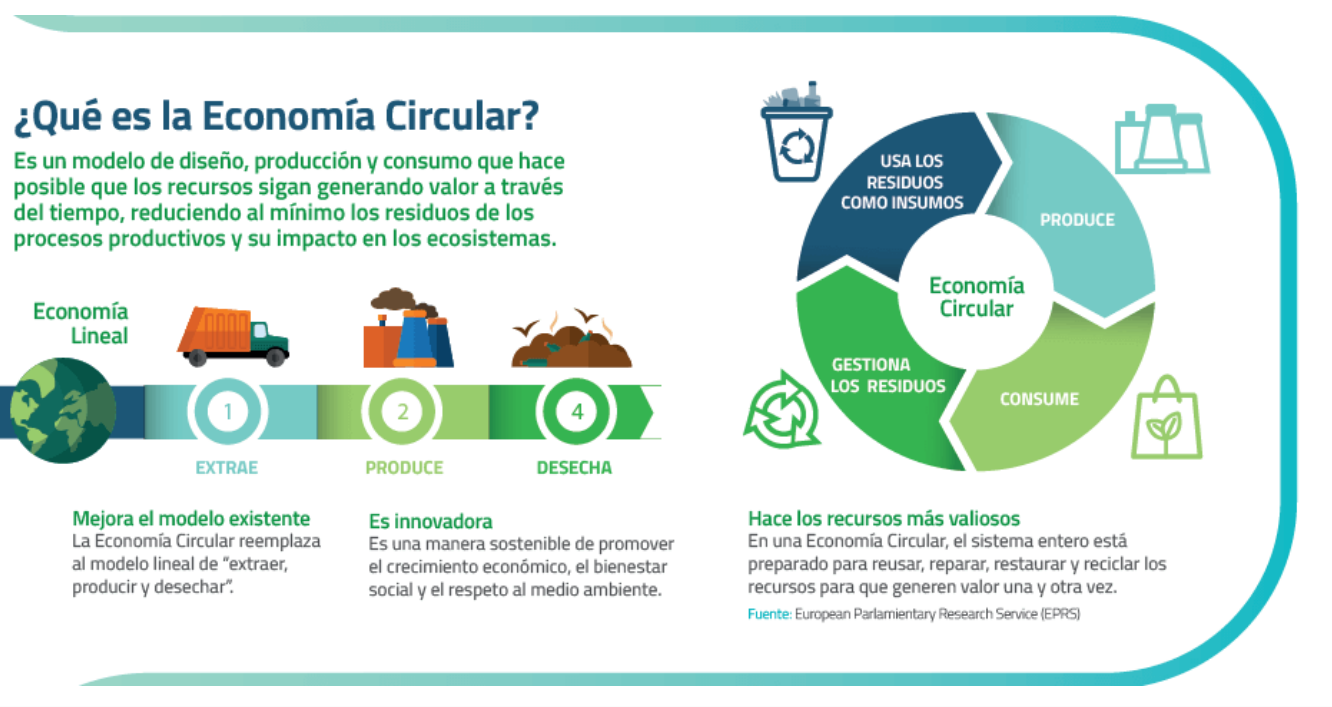 ¿Qué es la Economía Circular?
Es un modelo de diseño, producción y consumo que hace
posible que los recursos sigan generando valor a través
del tiempo, reduciendo al mínimo los residuos de los
procesos productivos y su impacto en los ecosistemas.
Economía
Lineal
1
2
4
EXTRAE
PRODUCE
DESECHA
USA LOS
RESIDUOS
COMO INSUMOS
PRODUCE
Economía
Circular
GESTIONA
LOS RESIDUOS
CONSUME
Mejora el modelo existente
La Economía Circular reemplaza
al modelo lineal de “extraer,
producir y desechar”.
Es innovadora
Es una manera sostenible de promover
el crecimiento económico, el bienestar
social y el respeto al medio ambiente.
Hace los recursos más valiosos
En una Economía Circular, el sistema entero está
preparado para reusar, reparar, restaurar y reciclar los
recursos para que generen valor una y otra vez.
Fuente: European Parlamientary Research Service (EPRS)